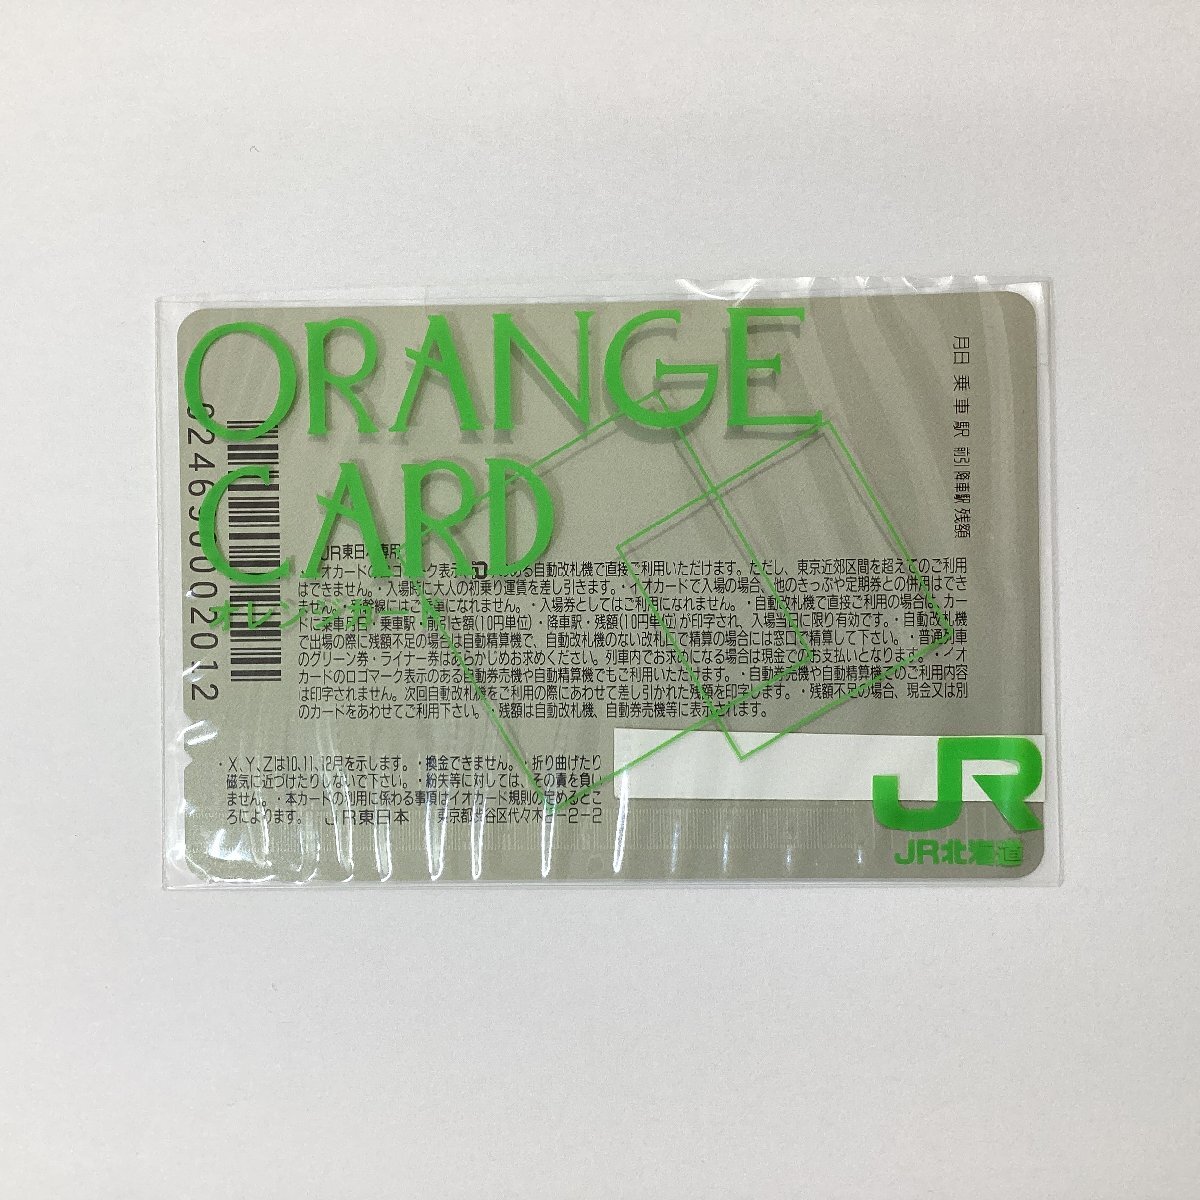 ORANGE
CARD
オレンジカード
924690002012
月日 乗車駅 割引 降車駅 残額
JR東日本専用
イオカードのロゴマーク表示のある自動改札機で直接ご利用いただけます。ただし、東京近郊区間を超えてのご利用
はできません。・入場時に大人の初乗り運賃を差し引きます。・イオカードで入場の場合、他のきっぷや定期券との併用はでき
ません。・新幹線にはご乗車になれません。・入場券としてはご利用になれません。・自動改札機で直接ご利用の場合は、カー
ドに乗車月日・乗車駅・割引き額(10円単位)・降車駅・残額(10円単位)が印字され、入場当日に限り有効です。・自動改札機
で出場の際に残額不足の場合は自動精算機で、自動改札機のない改札口で精算の場合には窓口で精算して下さい。・普通列車
のグリーン券・ライナー券はあらかじめお求めください。列車内でお求めになる場合は現金でのお支払いとなります。・イオ
カードのロゴマーク表示のある自動券売機や自動精算機でもご利用いただけます。・自動券売機や自動精算機でのご利用内容
は印字されません。次回自動改札機をご利用の際にあわせて差し引かれた残額を印字します。・残額不足の場合、現金又は別
のカードをあわせてご利用下さい。・残額は自動改札機、自動券売機等に表示されます。
・X、Y、Zは10、11、12月を示します。・換金できません。・折り曲げたり
磁気に近づけたりしないで下さい。・紛失等に対しては、その責を負い
ません。・本カードの利用に係わる事項はイオカード規則の定めるとこ
ろによります。 JR東日本 東京都渋谷区代々木2-2-2
JR
JR北海道